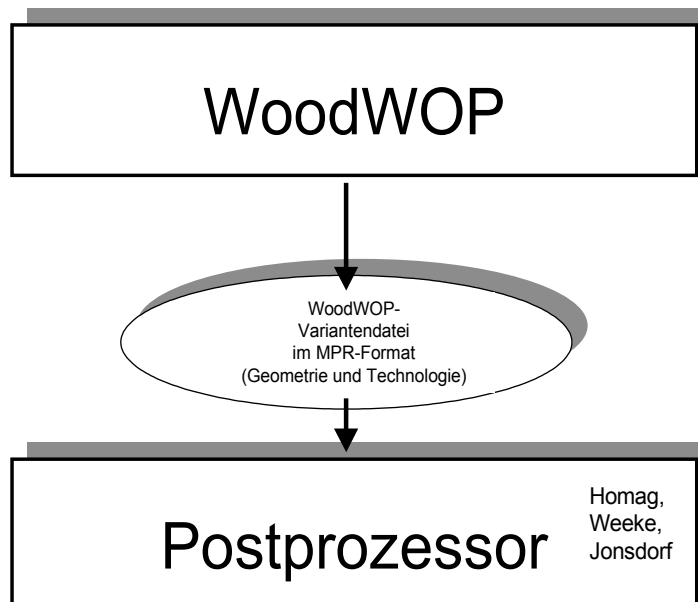 WoodWOP
WoodWOP-
Variantendatei
im MPR-Format
(Geometrie und Technologie)
Postprozessor
Homag,
Weeke,
Jonsdorf